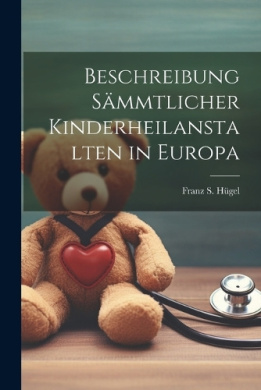 Beschreibung
Sämmtlicher
Kinderheilansta
lten in Europa
Franz S. Hügel